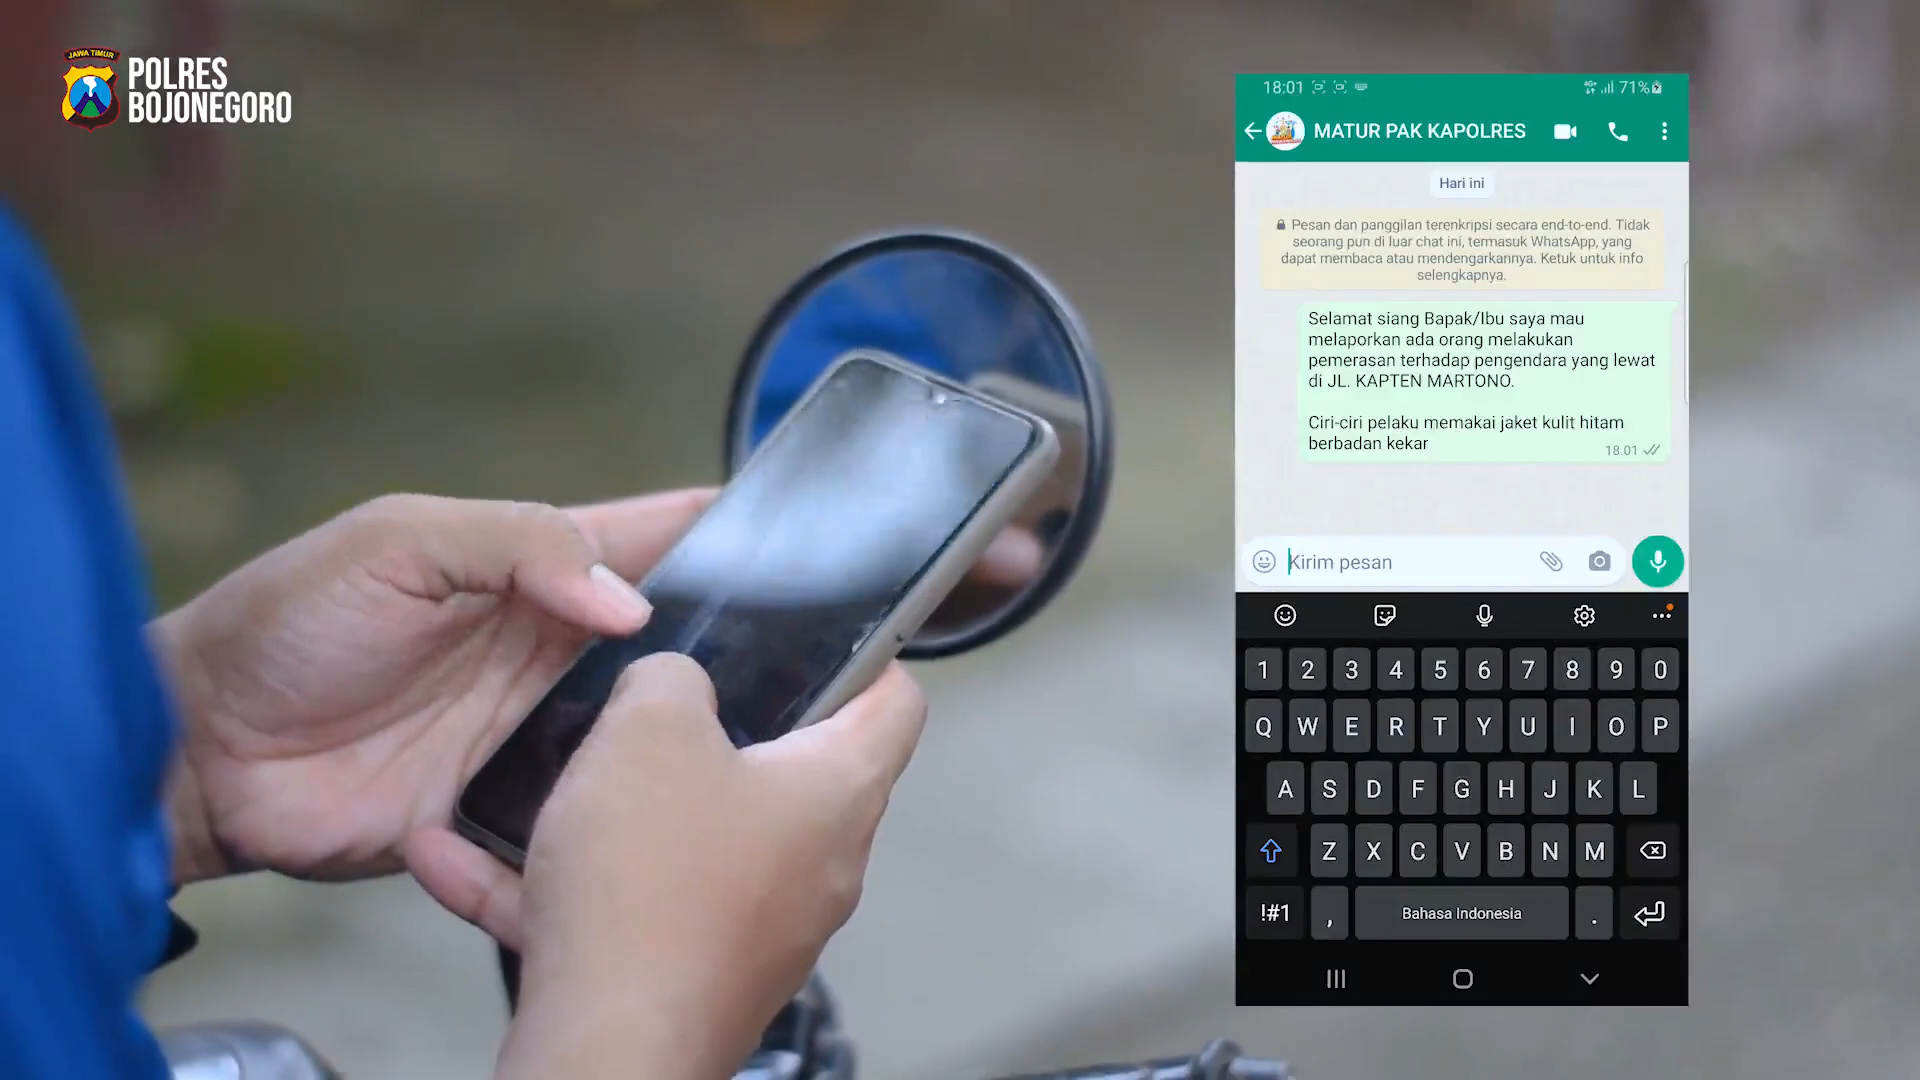 JAWA TIMUR
POLRES
BOJONEGORO
18:01
71%
MATUR PAK KAPOLRES
Hari ini
Pesan dan panggilan terenkripsi secara end-to-end. Tidak
seorang pun di luar chat ini, termasuk WhatsApp, yang
dapat membaca atau mendengarkannya. Ketuk untuk info
selengkapnya.
Selamat siang Bapak/Ibu saya mau
melaporkan ada orang melakukan
pemerasan terhadap pengendara yang lewat
di JL. KAPTEN MARTONO.
Ciri-ciri pelaku memakai jaket kulit hitam
berbadan kekar
18.01
Kirim pesan
1 2 3 4 5 6 7 8 9 0
Q W E R T Y U I O P
A S D F G H J K L
Z X C V B N M
!#1 , Bahasa Indonesia .